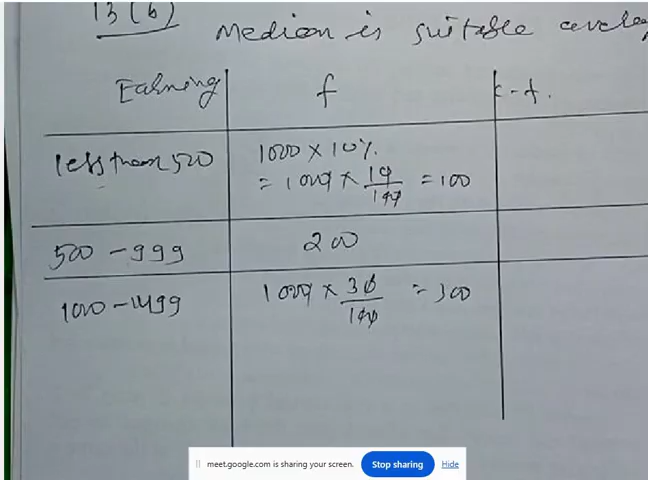 13 (b) Median is suitable
Earning f c.f.
less than 500 1000 × 10%
= 1000 × 10/100 = 100
500 - 999 200
1000 - 1499 1000 × 30/100 = 300
meet.google.com is sharing your screen. Stop sharing Hide